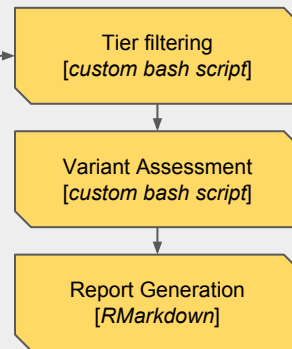 Tier filtering
[custom bash script]
Variant Assessment
[custom bash script]
Report Generation
[RMarkdown]